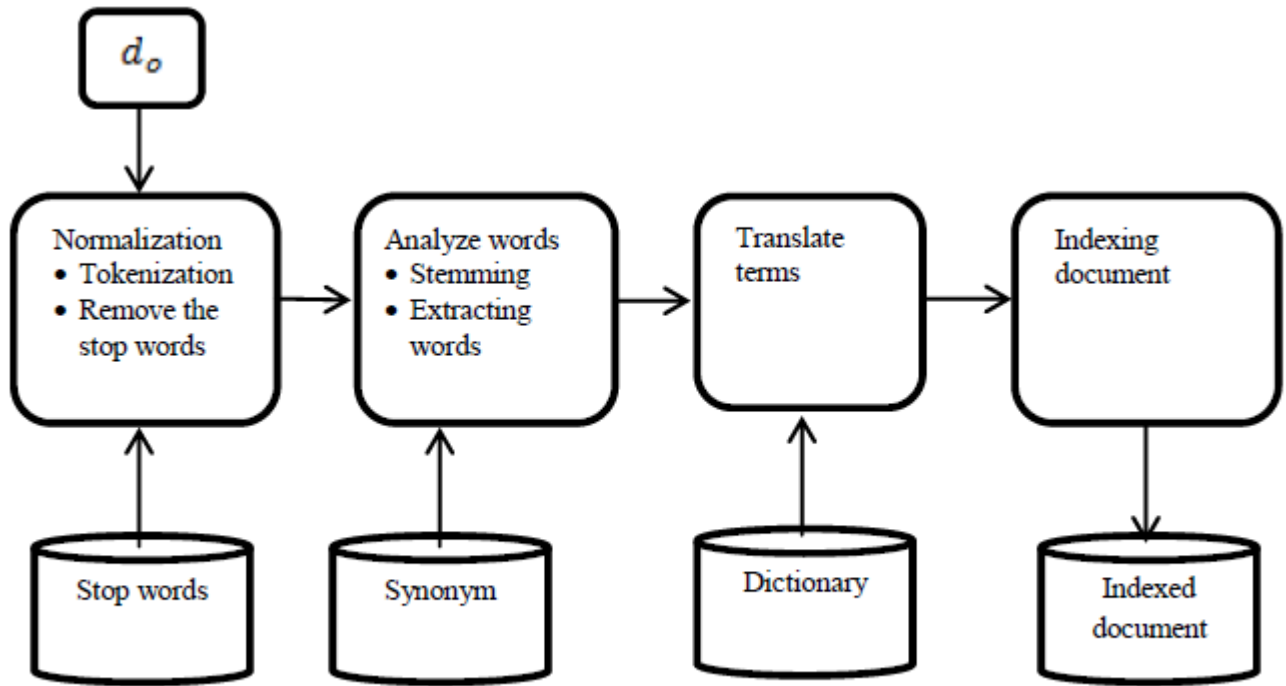 dₒ
Normalization
• Tokenization
• Remove the
stop words
Analyze words
• Stemming
• Extracting
words
Translate
terms
Indexing
document
Stop words
Synonym
Dictionary
Indexed
document